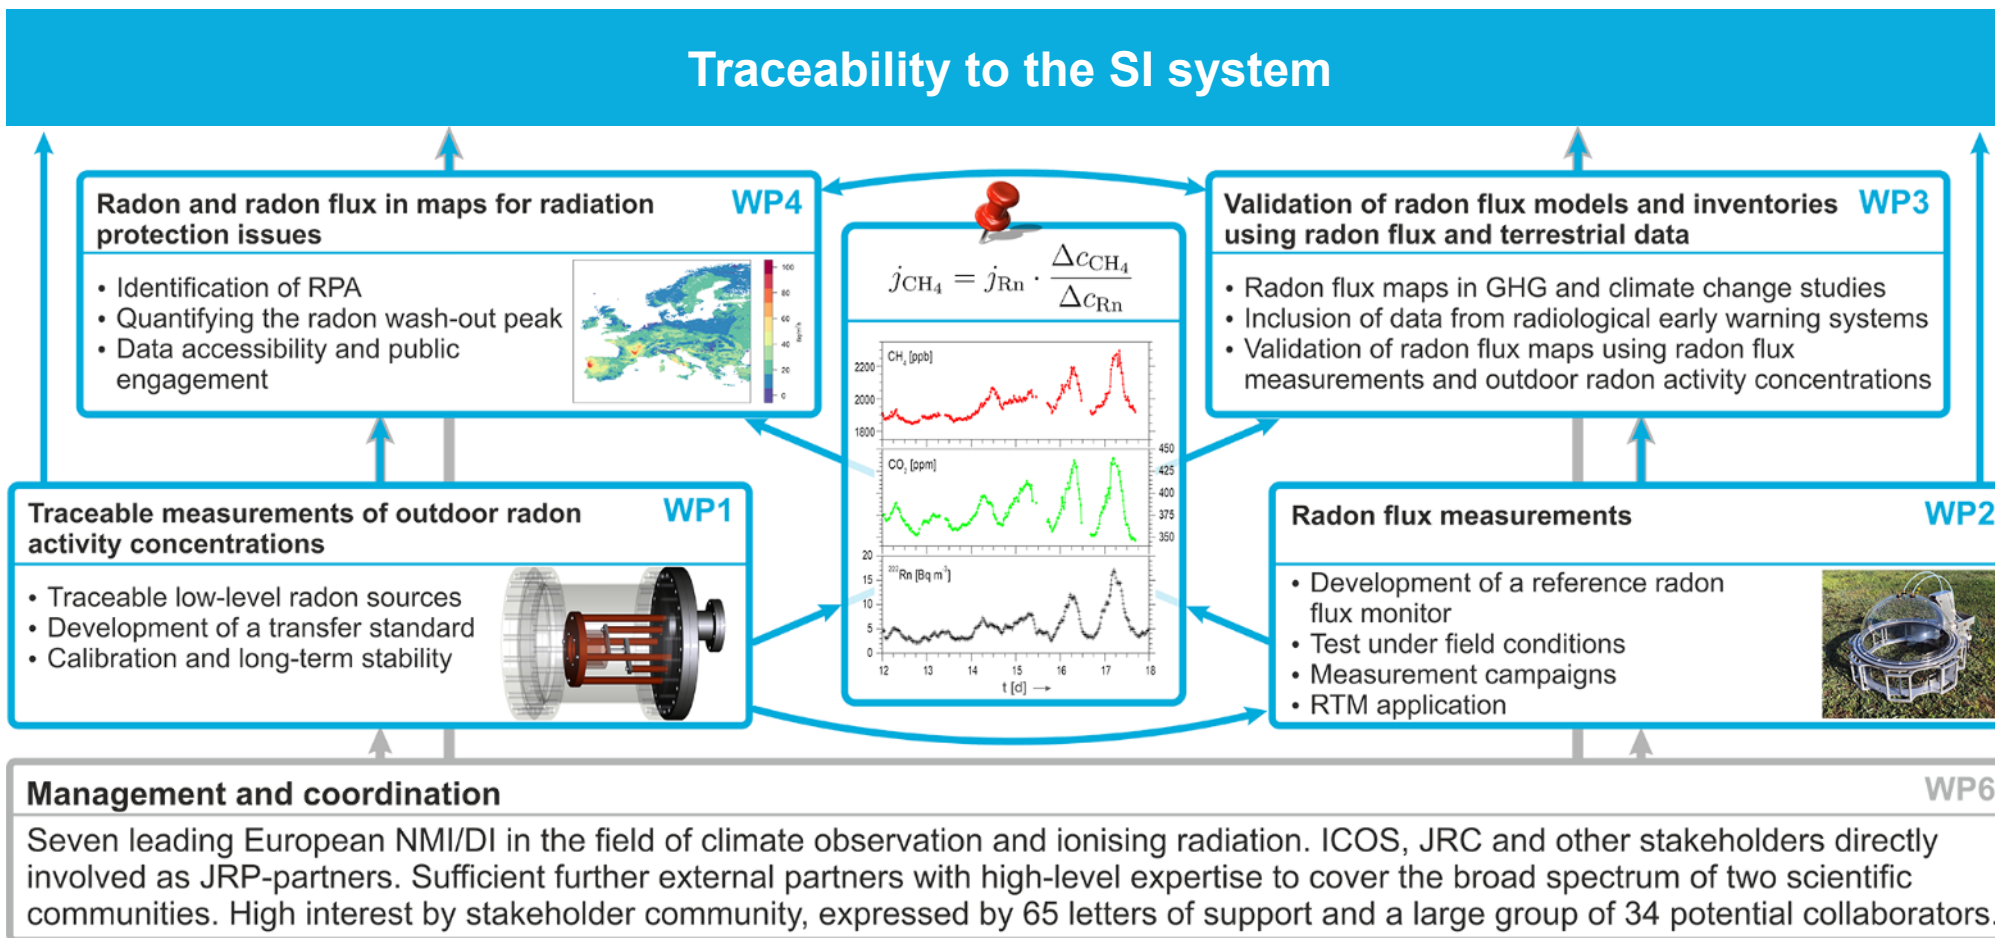 Traceability to the SI system
Radon and radon flux in maps for radiation
protection issues
WP4
• Identification of RPA
• Quantifying the radon wash-out peak
• Data accessibility and public
engagement
100
80
60
40
20
0
j_CH₄ = j_Rn · Δc_CH₄ / Δc_Rn
CH₄ [ppb]
2200
2000
1800
CO₂ [ppm]
450
425
400
375
350
²²²Rn [Bq m⁻³]
20
15
10
5
0
12 13 14 15 16 17 18
t [d] →
Validation of radon flux models and inventories
using radon flux and terrestrial data
WP3
• Radon flux maps in GHG and climate change studies
• Inclusion of data from radiological early warning systems
• Validation of radon flux maps using radon flux
measurements and outdoor radon activity concentrations
Traceable measurements of outdoor radon
activity concentrations
WP1
• Traceable low-level radon sources
• Development of a transfer standard
• Calibration and long-term stability
Radon flux measurements
WP2
• Development of a reference radon
flux monitor
• Test under field conditions
• Measurement campaigns
• RTM application
Management and coordination
WP6
Seven leading European NMI/DI in the field of climate observation and ionising radiation. ICOS, JRC and other stakeholders directly
involved as JRP-partners. Sufficient further external partners with high-level expertise to cover the broad spectrum of two scientific
communities. High interest by stakeholder community, expressed by 65 letters of support and a large group of 34 potential collaborators.